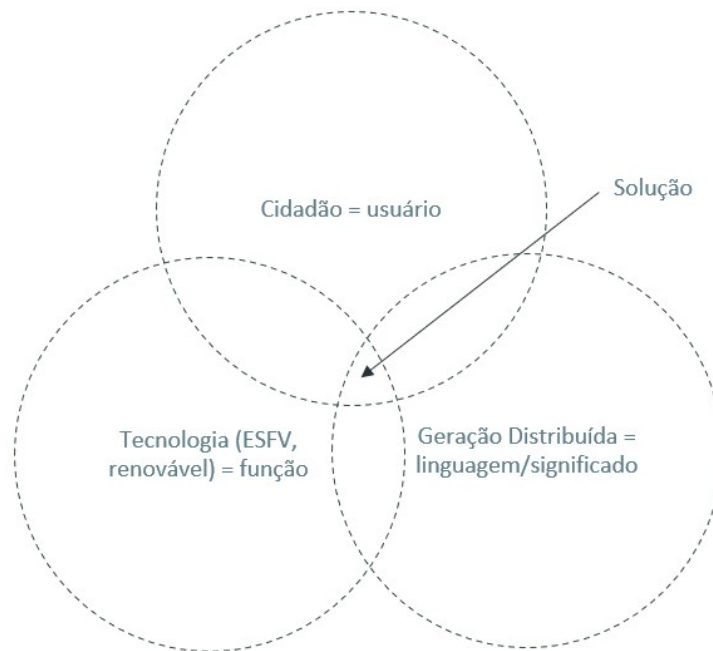 Solução
Cidadão = usuário
Tecnologia (ESFV,
renovável) = função
Geração Distribuída =
linguagem/significado